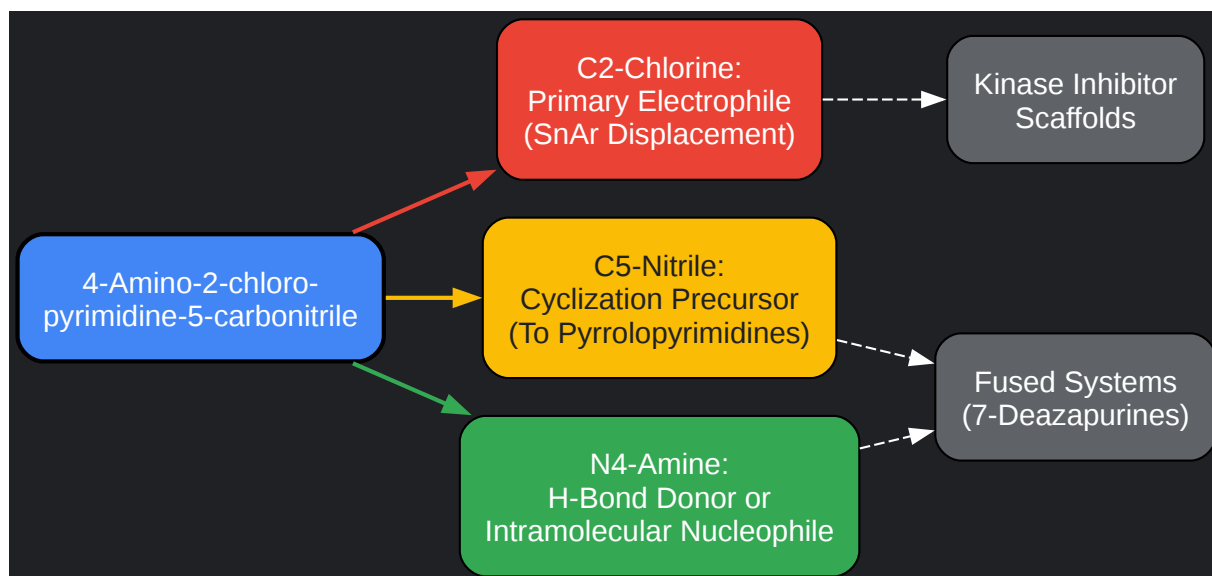 C2-Chlorine:
Primary Electrophile
(SnAr Displacement)
Kinase Inhibitor
Scaffolds
4-Amino-2-chloro-
pyrimidine-5-carbonitrile
C5-Nitrile:
Cyclization Precursor
(To Pyrrolopyrimidines)
Fused Systems
(7-Deazapurines)
N4-Amine:
H-Bond Donor or
Intramolecular Nucleophile